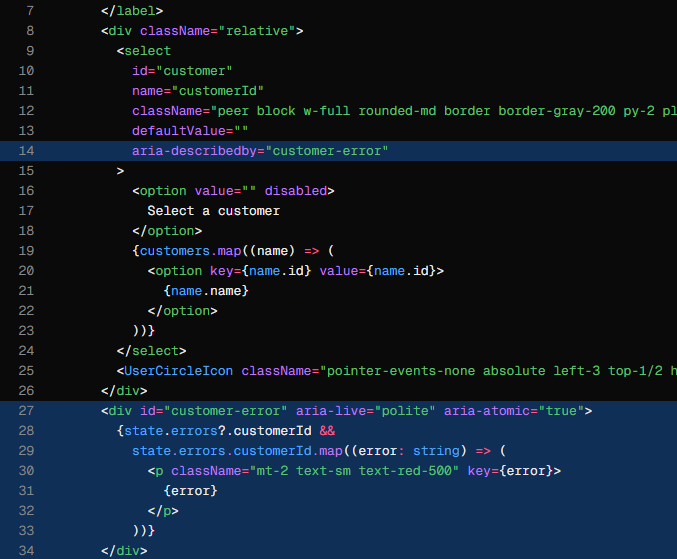 7 </label>
8 <div className="relative">
9 <select
10 id="customer"
11 name="customerId"
12 className="peer block w-full rounded-md border border-gray-200 py-2 pl
13 defaultValue=""
14 aria-describedby="customer-error"
15 >
16 <option value="" disabled>
17 Select a customer
18 </option>
19 {customers.map((name) => (
20 <option key={name.id} value={name.id}>
21 {name.name}
22 </option>
23 ))}
24 </select>
25 <UserCircleIcon className="pointer-events-none absolute left-3 top-1/2 h
26 </div>
27 <div id="customer-error" aria-live="polite" aria-atomic="true">
28 {state.errors?.customerId &&
29 state.errors.customerId.map((error: string) => (
30 <p className="mt-2 text-sm text-red-500" key={error}>
31 {error}
32 </p>
33 ))}
34 </div>